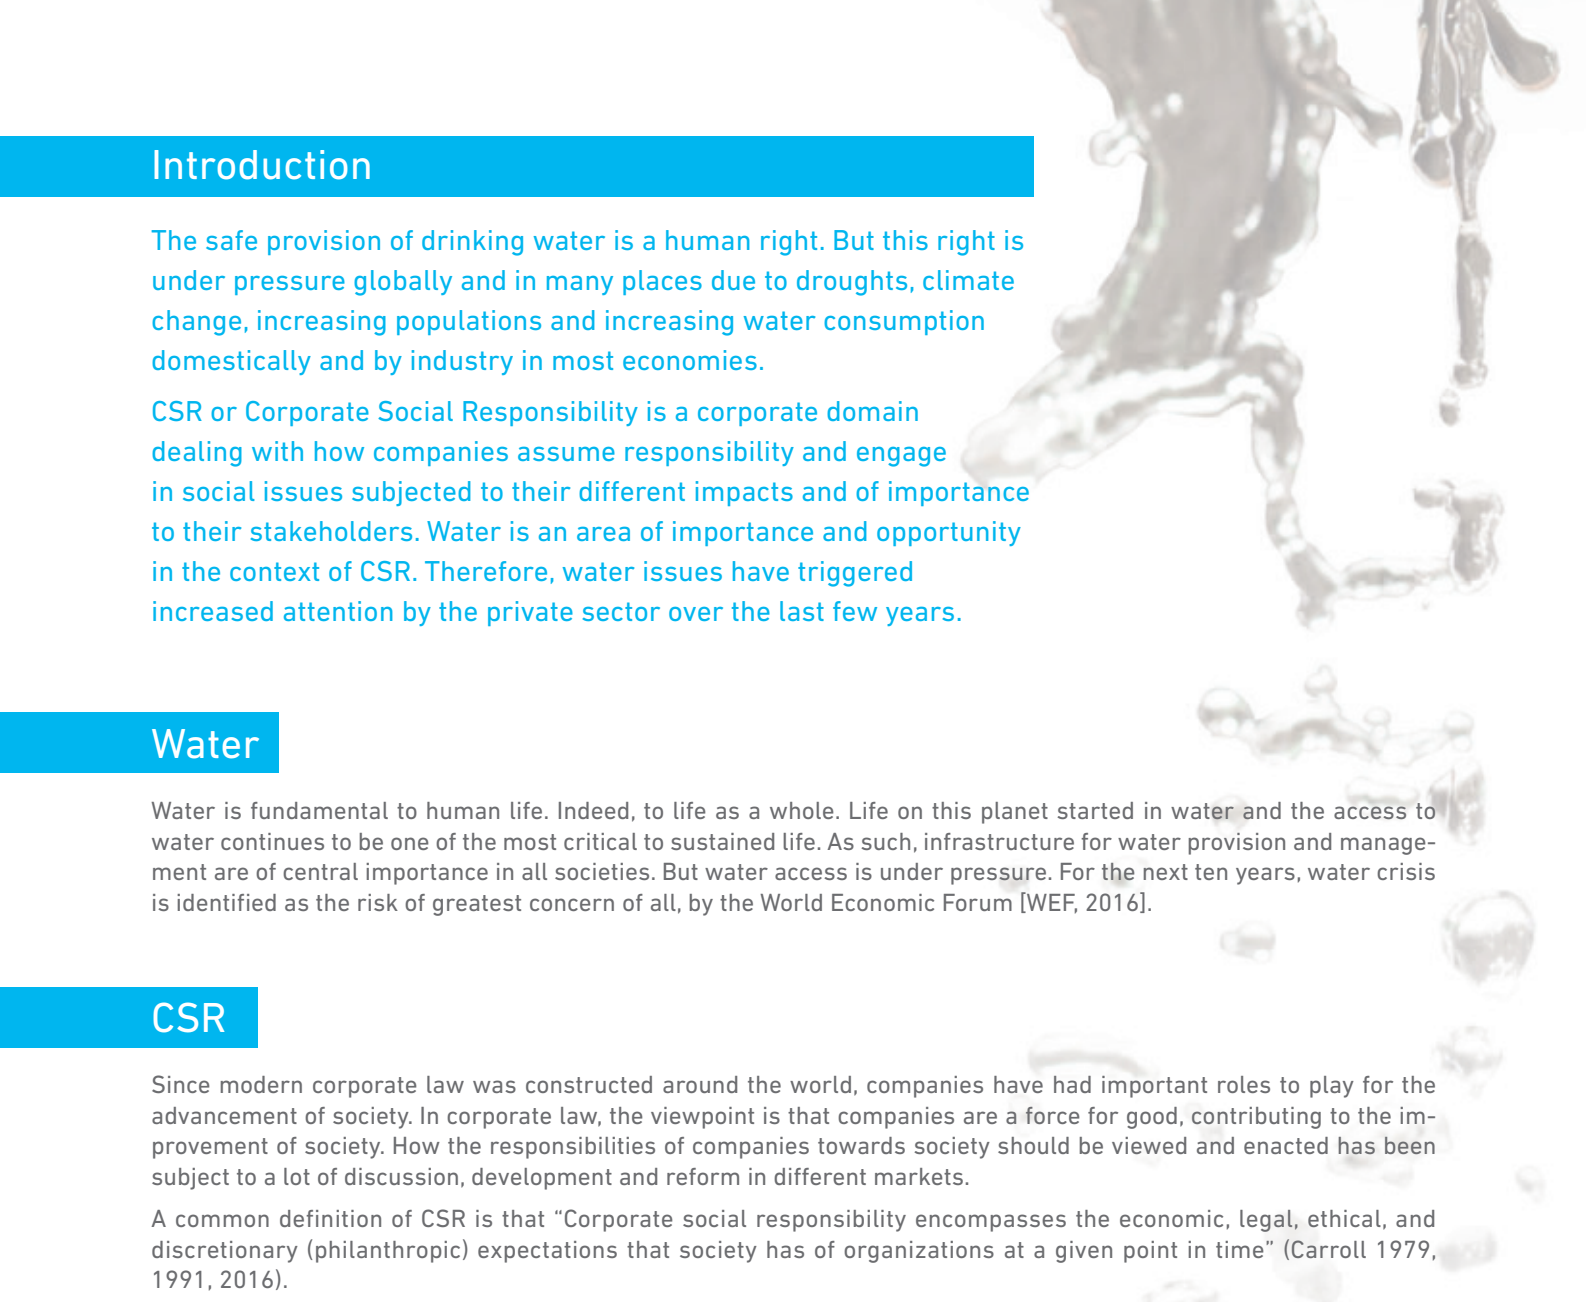 Introduction
The safe provision of drinking water is a human right. But this right is
under pressure globally and in many places due to droughts, climate
change, increasing populations and increasing water consumption
domestically and by industry in most economies.
CSR or Corporate Social Responsibility is a corporate domain
dealing with how companies assume responsibility and engage
in social issues subjected to their different impacts and of importance
to their stakeholders. Water is an area of importance and opportunity
in the context of CSR. Therefore, water issues have triggered
increased attention by the private sector over the last few years.
Water
Water is fundamental to human life. Indeed, to life as a whole. Life on this planet started in water and the access to
water continues to be one of the most critical to sustained life. As such, infrastructure for water provision and manage-
ment are of central importance in all societies. But water access is under pressure. For the next ten years, water crisis
is identified as the risk of greatest concern of all, by the World Economic Forum [WEF, 2016].
CSR
Since modern corporate law was constructed around the world, companies have had important roles to play for the
advancement of society. In corporate law, the viewpoint is that companies are a force for good, contributing to the im-
provement of society. How the responsibilities of companies towards society should be viewed and enacted has been
subject to a lot of discussion, development and reform in different markets.
A common definition of CSR is that “Corporate social responsibility encompasses the economic, legal, ethical, and
discretionary (philanthropic) expectations that society has of organizations at a given point in time” (Carroll 1979,
1991, 2016).